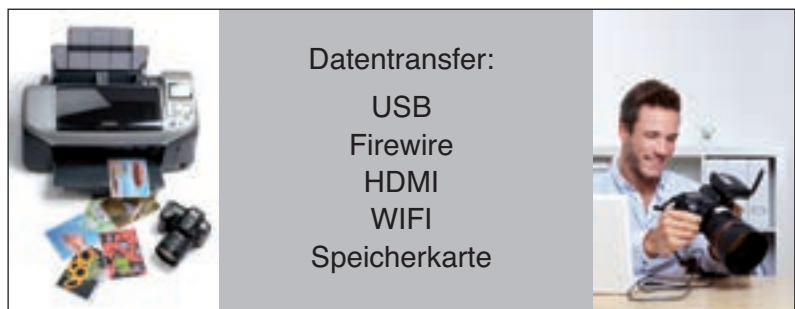 Datentransfer:
USB
Firewire
HDMI
WIFI
Speicherkarte